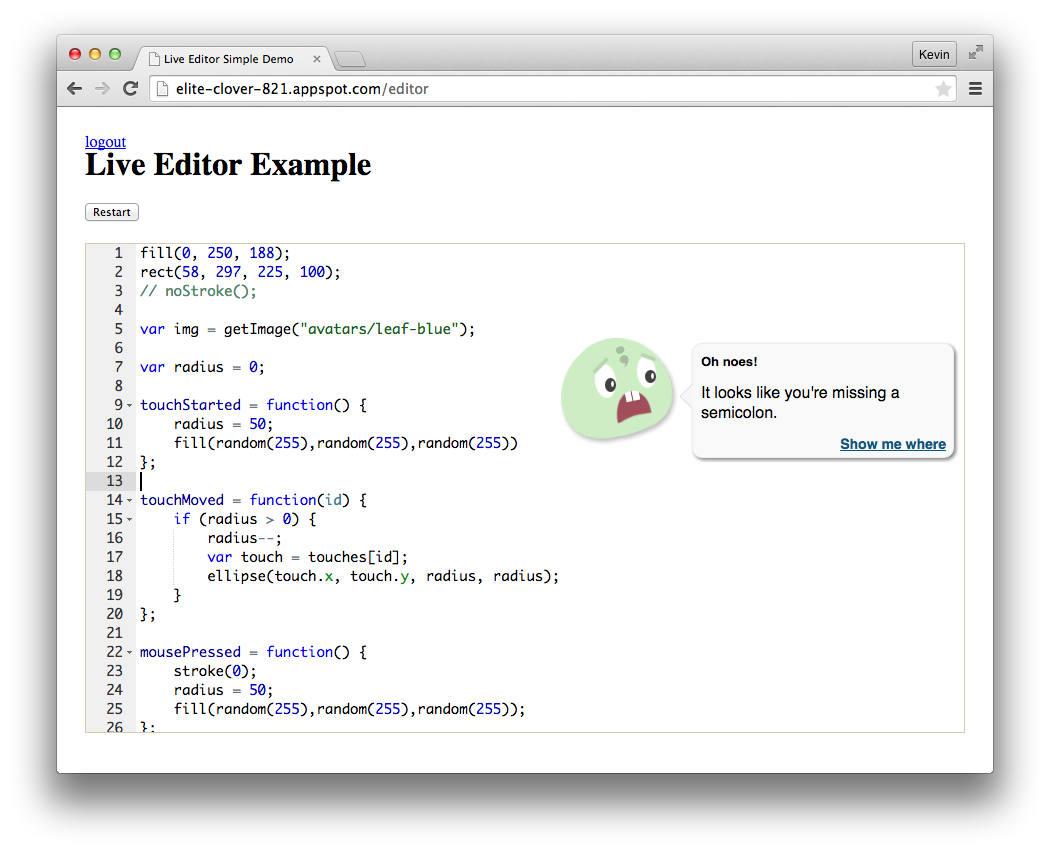 Live Editor Simple Demo
Kevin
elite-clover-821.appspot.com/editor
logout
Live Editor Example
Restart
1 fill(0, 250, 188);
2 rect(58, 297, 225, 100);
3 // noStroke();
4
5 var img = getImage("avatars/leaf-blue");
6
7 var radius = 0;
8
9 touchStarted = function() {
10 radius = 50;
11 fill(random(255),random(255),random(255))
12 };
13
14 touchMoved = function(id) {
15 if (radius > 0) {
16 radius--;
17 var touch = touches[id];
18 ellipse(touch.x, touch.y, radius, radius);
19 }
20 };
21
22 mousePressed = function() {
23 stroke(0);
24 radius = 50;
25 fill(random(255),random(255),random(255));
26 };
Oh noes!
It looks like you're missing a
semicolon.
Show me where